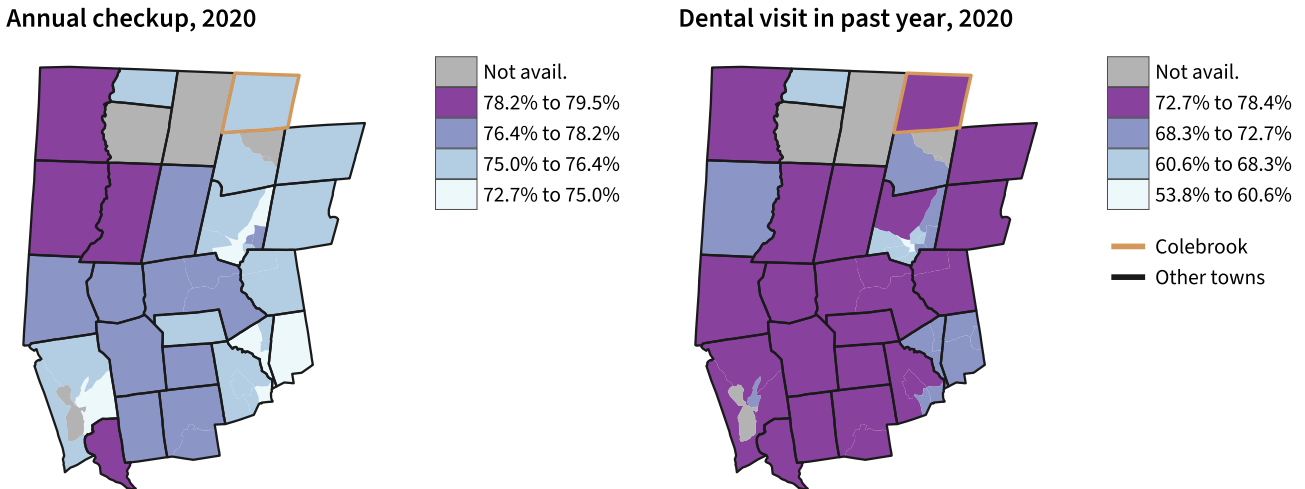 Annual checkup, 2020
Not avail.
78.2% to 79.5%
76.4% to 78.2%
75.0% to 76.4%
72.7% to 75.0%
Dental visit in past year, 2020
Not avail.
72.7% to 78.4%
68.3% to 72.7%
60.6% to 68.3%
53.8% to 60.6%
Colebrook
Other towns